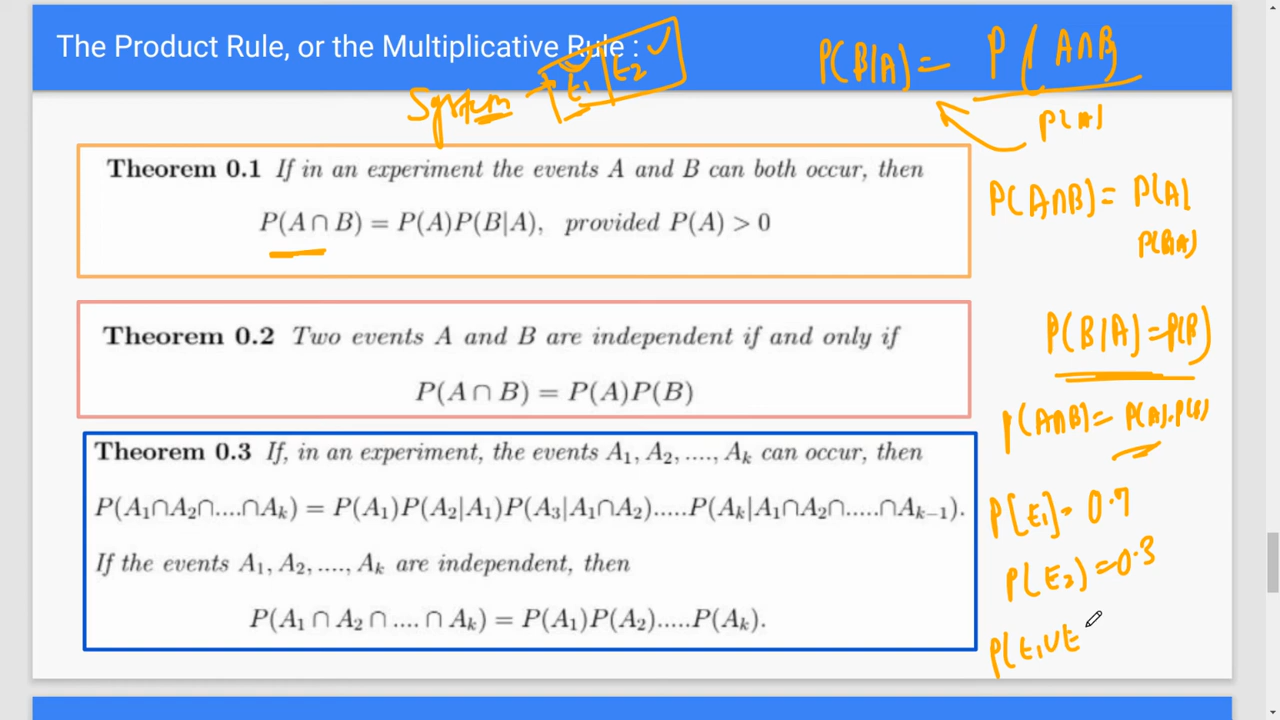 The Product Rule, or the Multiplicative Rule :
System → E1 E2 ✓
P(B|A) = P(A∩B)
P(A)
Theorem 0.1 If in an experiment the events A and B can both occur, then
P(A ∩ B) = P(A)P(B|A), provided P(A) > 0
P(A∩B) = P(A)
P(B|A)
Theorem 0.2 Two events A and B are independent if and only if
P(A ∩ B) = P(A)P(B)
P(B|A) = P(B)
P(A∩B) = P(A).P(B)
Theorem 0.3 If, in an experiment, the events A₁, A₂, ...., Aₖ can occur, then
P(A₁∩A₂∩....∩Aₖ) = P(A₁)P(A₂|A₁)P(A₃|A₁∩A₂).....P(Aₖ|A₁∩A₂∩.....∩Aₖ₋₁).
If the events A₁, A₂, ...., Aₖ are independent, then
P(A₁ ∩ A₂ ∩ .... ∩ Aₖ) = P(A₁)P(A₂).....P(Aₖ).
P[E1] = 0.7
P(E2) = 0.3
P(E1UE